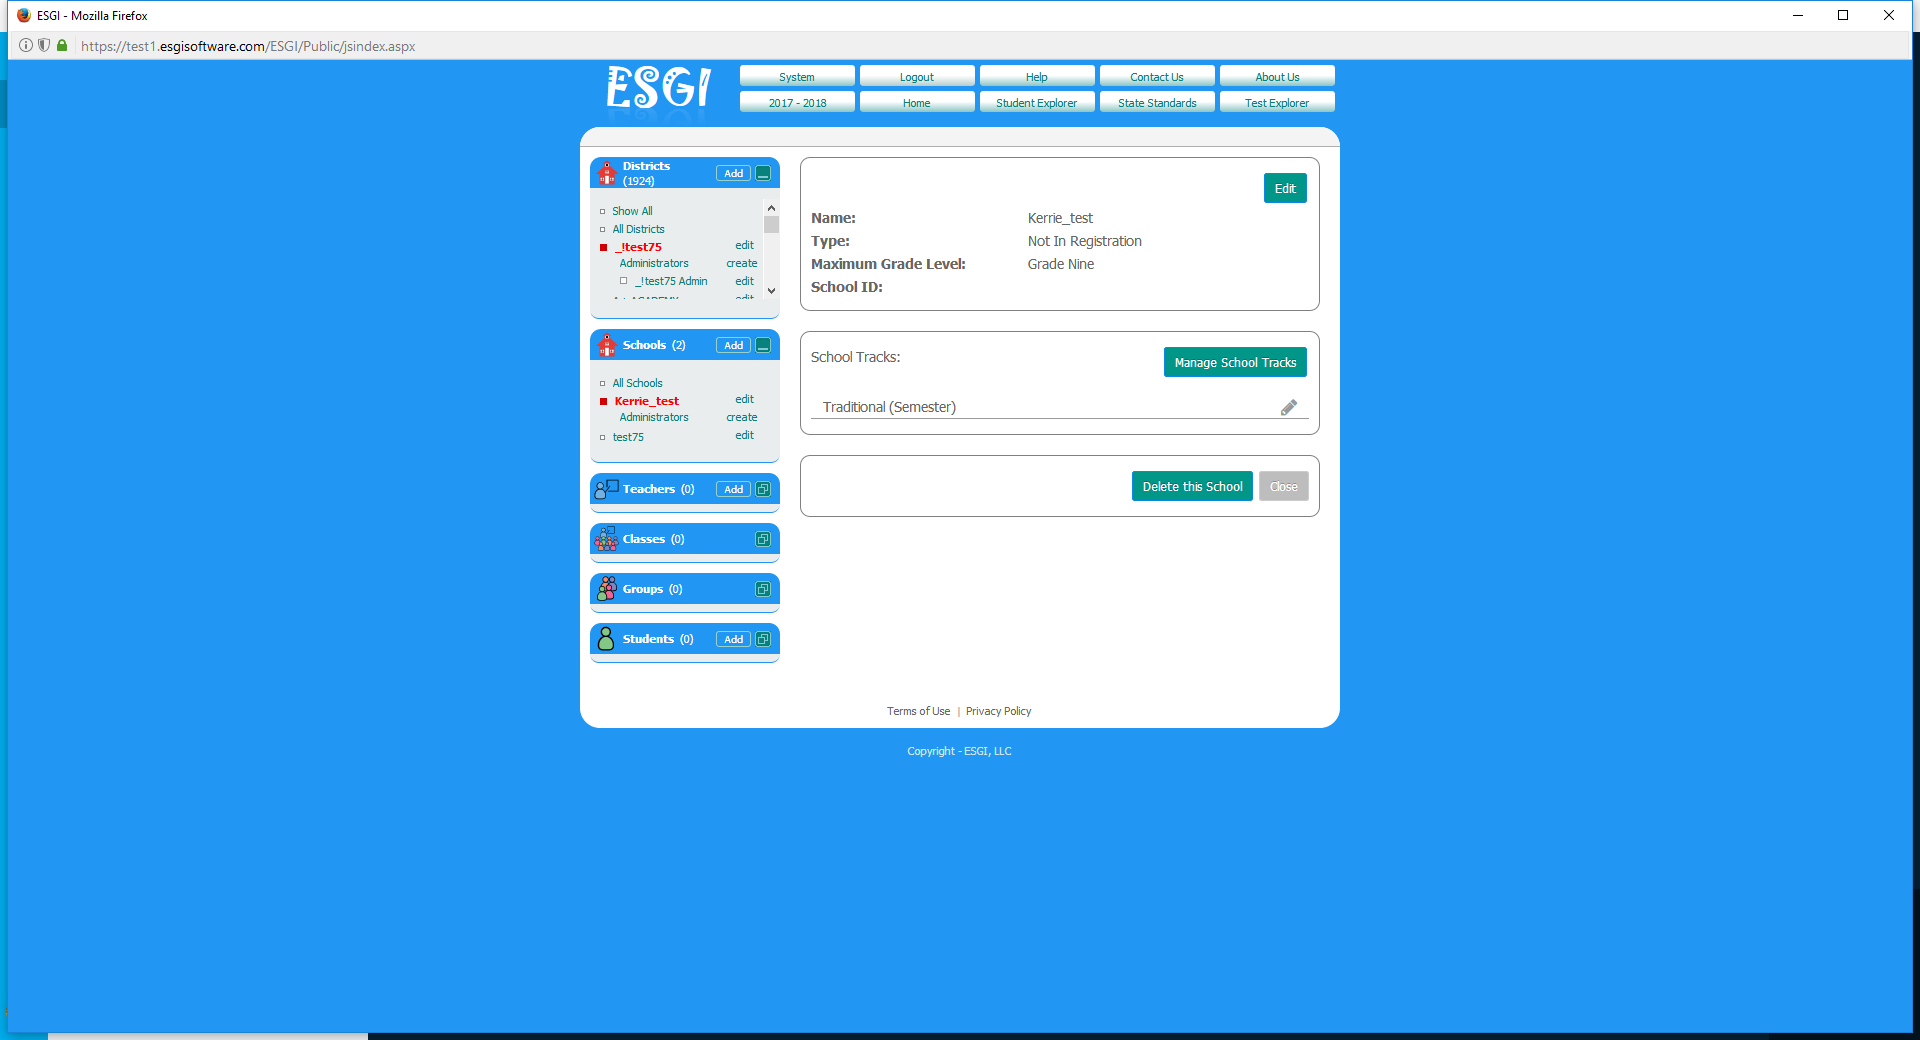 ESGI - Mozilla Firefox
https://test1.esgisoftware.com/ESGI/Public/jsindex.aspx
ESGI
System Logout Help Contact Us About Us
2017 - 2018 Home Student Explorer State Standards Test Explorer
Districts
(1924) Add
Show All
All Districts
_!test75 edit
Administrators create
_!test75 Admin edit
edit
Schools (2) Add
All Schools
Kerrie_test edit
Administrators create
test75 edit
Teachers (0) Add
Classes (0)
Groups (0)
Students (0) Add
Edit
Name: Kerrie_test
Type: Not In Registration
Maximum Grade Level: Grade Nine
School ID:
School Tracks: Manage School Tracks
Traditional (Semester)
Delete this School Close
Terms of Use | Privacy Policy
Copyright - ESGI, LLC